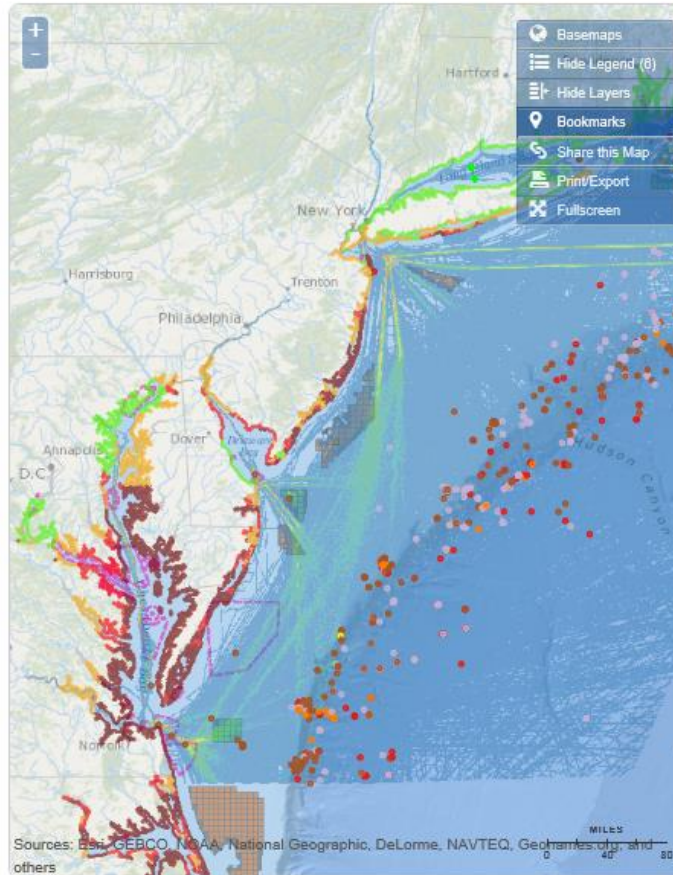 +
-
Basemaps
Hide Legend (8)
Hide Layers
Bookmarks
Share this Map
Print/Export
Fullscreen
Hartford
New York
Harrisburg
Trenton
Philadelphia
Dover
Annapolis
D.C
Hudson Canyon
Norfolk
MILES
Sources: Esri, GEBCO, NOAA, National Geographic, DeLorme, NAVTEQ, Geonames.org, and
others
0 40 80